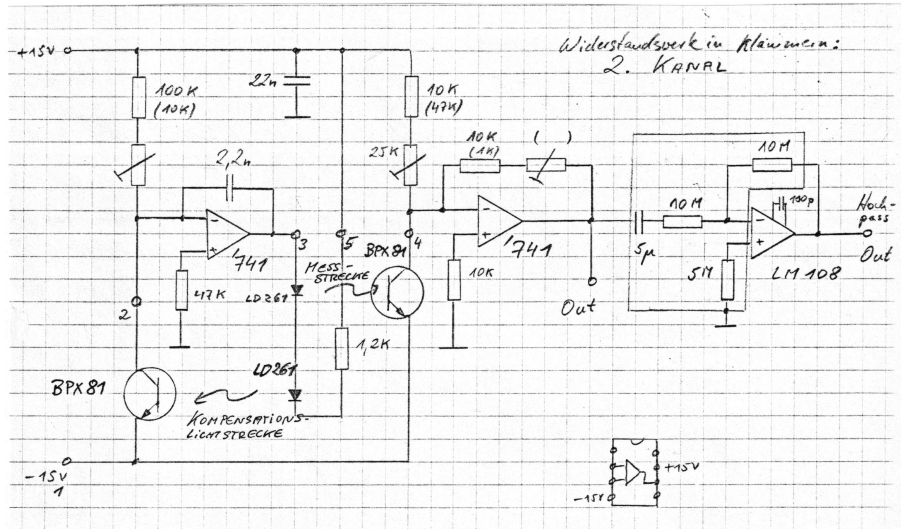 Widerstandswerk in Klammern:
2. KANAL
+15V
100K
(10K)
22n
10K
(47K)
25K
2,2n
10K
(1K)
( )
10M
100p
Hoch-
pass
Out
10M
5µ
5M
LM 108
'741
'741
47K
10K
Out
2
3
5
4
BPX81
MESS-
STRECKE
LD261
LD261
1,2K
BPX81
KOMPENSATIONS-
LICHTSTRECKE
-15V
1
+15V
-15V